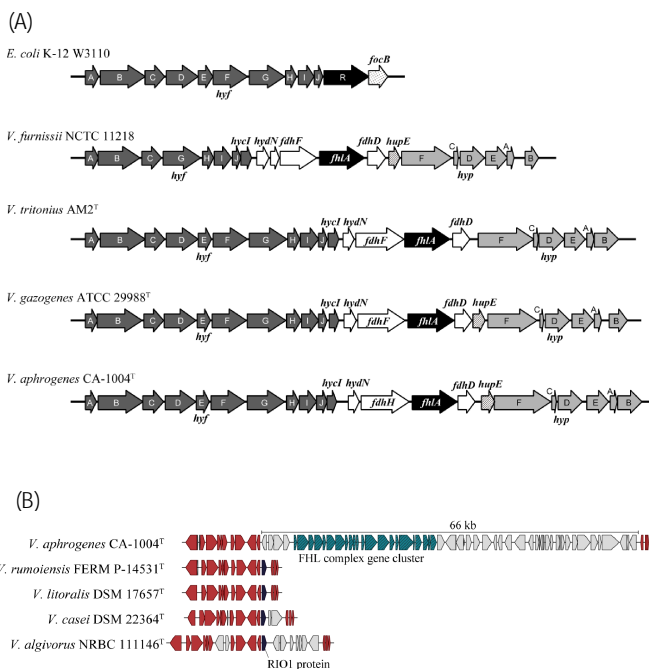 (A)
E. coli K-12 W3110
focB
A B C D E F G H I J R
hyf
V. furnissii NCTC 11218
hycI hydN fdhF fdhD hupE C A
A B C G H I J fhlA F D E B
hyf hyp
V. tritonius AM2ᵀ
hycI hydN fdhD C A
A B C D E F G H I J fdhF fhlA F D E B
hyf hyp
V. gazogenes ATCC 29988ᵀ
hycI hydN fdhD hupE C A
A B C D E F G H I J fdhF fhlA F D E B
hyf hyp
V. aphrogenes CA-1004ᵀ
hycI hydN fdhD hupE C A
A B C D E F G H I J fdhH fhlA F D E B
hyf hyp
(B)
66 kb
V. aphrogenes CA-1004ᵀ
FHL complex gene cluster
V. rumoiensis FERM P-14531ᵀ
V. litoralis DSM 17657ᵀ
V. casei DSM 22364ᵀ
V. algivorus NRBC 111146ᵀ
RIO1 protein